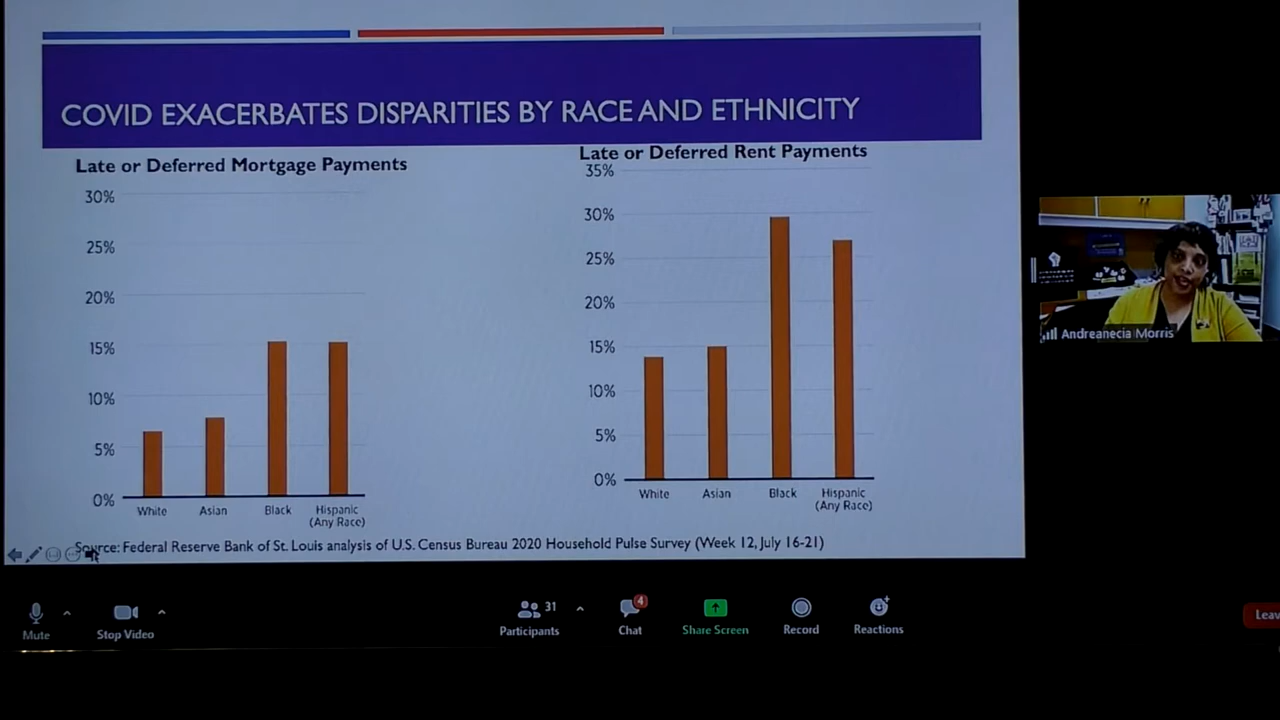 COVID EXACERBATES DISPARITIES BY RACE AND ETHNICITY
Late or Deferred Mortgage Payments
30%
25%
20%
15%
10%
5%
0%
White
Asian
Black
Hispanic
(Any Race)
Late or Deferred Rent Payments
35%
30%
25%
20%
15%
10%
5%
0%
White
Asian
Black
Hispanic
(Any Race)
Source: Federal Reserve Bank of St. Louis analysis of U.S. Census Bureau 2020 Household Pulse Survey (Week 12, July 16-21)
Andreanecia Morris
Mute
Stop Video
31
Participants
4
Chat
Share Screen
Record
Reactions